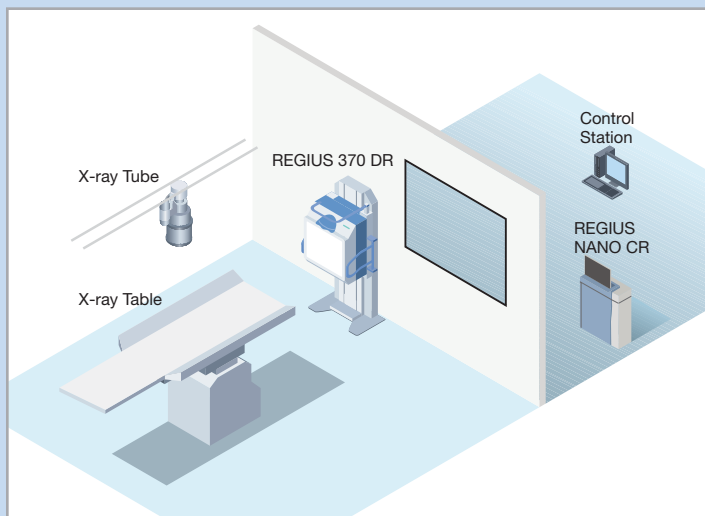 Control
Station
REGIUS 370 DR
X-ray Tube
REGIUS
NANO CR
X-ray Table